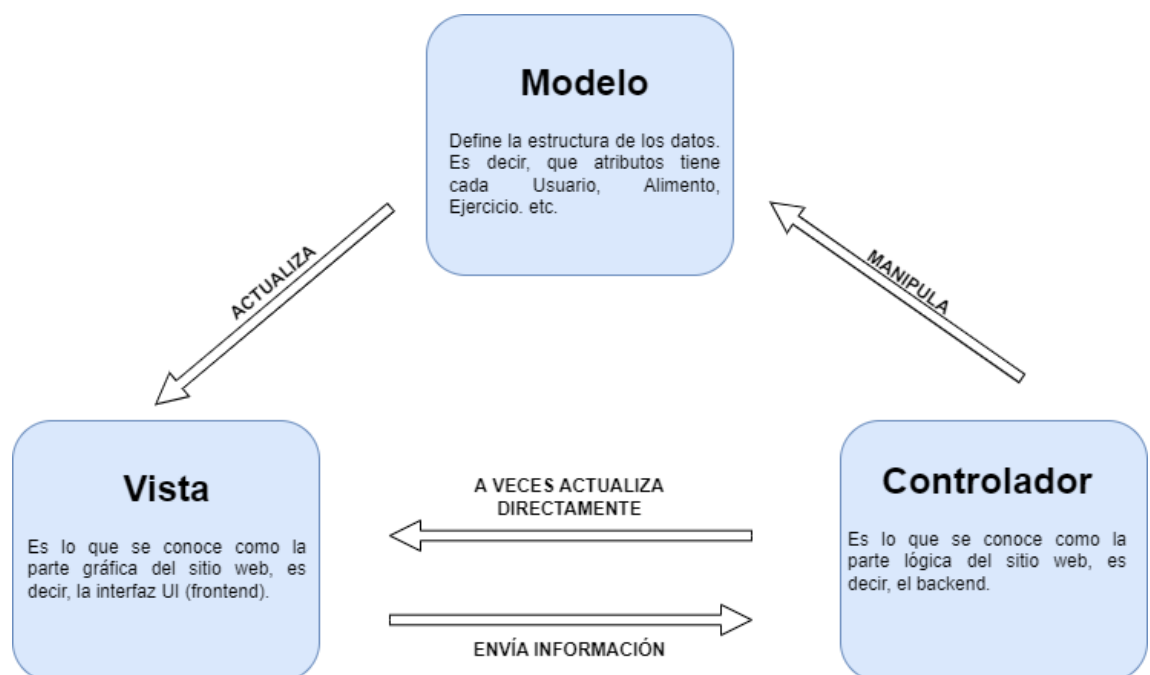 Modelo
Define la estructura de los datos.
Es decir, que atributos tiene
cada Usuario, Alimento,
Ejercicio. etc.
ACTUALIZA
MANIPULA
Vista
Es lo que se conoce como la
parte gráfica del sitio web, es
decir, la interfaz UI (frontend).
A VECES ACTUALIZA
DIRECTAMENTE
ENVÍA INFORMACIÓN
Controlador
Es lo que se conoce como la
parte lógica del sitio web, es
decir, el backend.